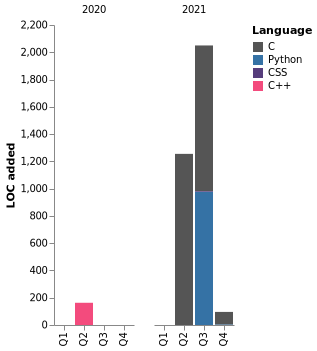 2020
2021
Language
C
Python
CSS
C++
LOC added
2,200
2,000
1,800
1,600
1,400
1,200
1,000
800
600
400
200
0
Q1 Q2 Q3 Q4
Q1 Q2 Q3 Q4